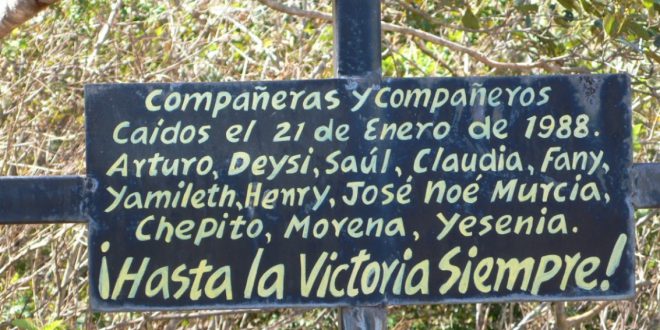 Compañeras y compañeros
Caídos el 21 de Enero de 1988.
Arturo, Deysi, Saúl, Claudia, Fany,
Yamileth, Henry, José Noé Murcia,
Chepito, Morena, Yesenia.
¡Hasta la Victoria Siempre!